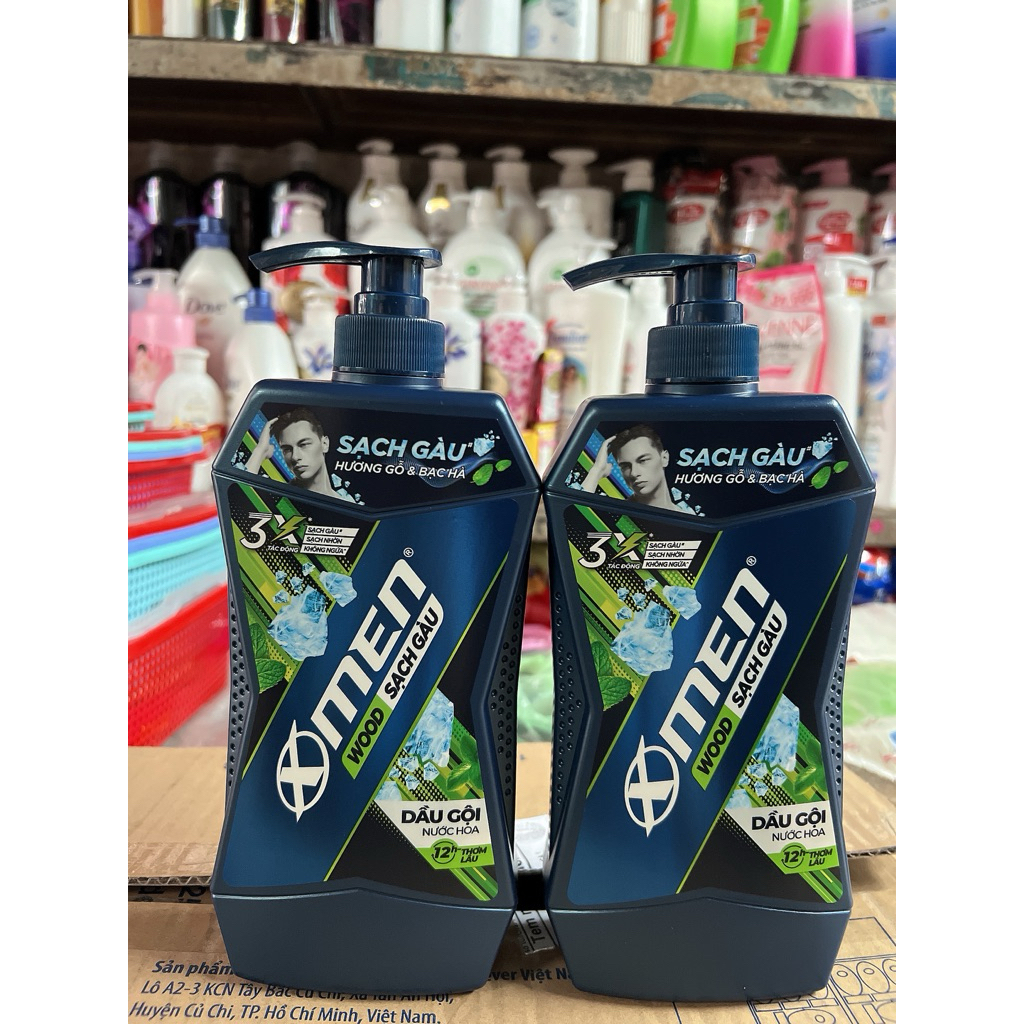 SẠCH GÀU#
HƯƠNG GỖ & BẠC HÀ
3X
TÁC ĐỘNG
SẠCH GÀU#
SẠCH NHỜN
KHÔNG NGỨA*
XMEN®
WOOD SẠCH GÀU
DẦU GỘI
NƯỚC HOA
12h THƠM
LÂU
SẠCH GÀU#
HƯƠNG GỖ & BẠC HÀ
3X
TÁC ĐỘNG
SẠCH GÀU#
SẠCH NHỜN
KHÔNG NGỨA*
XMEN®
WOOD SẠCH GÀU
DẦU GỘI
NƯỚC HOA
12h THƠM
LÂU
Dove
Tem
Sản phẩm
ever Việt
Lô A2-3 KCN Tây Bắc Củ Chi, Xã Tân An Hội,
Huyện Củ Chi, TP. Hồ Chí Minh, Việt Nam.